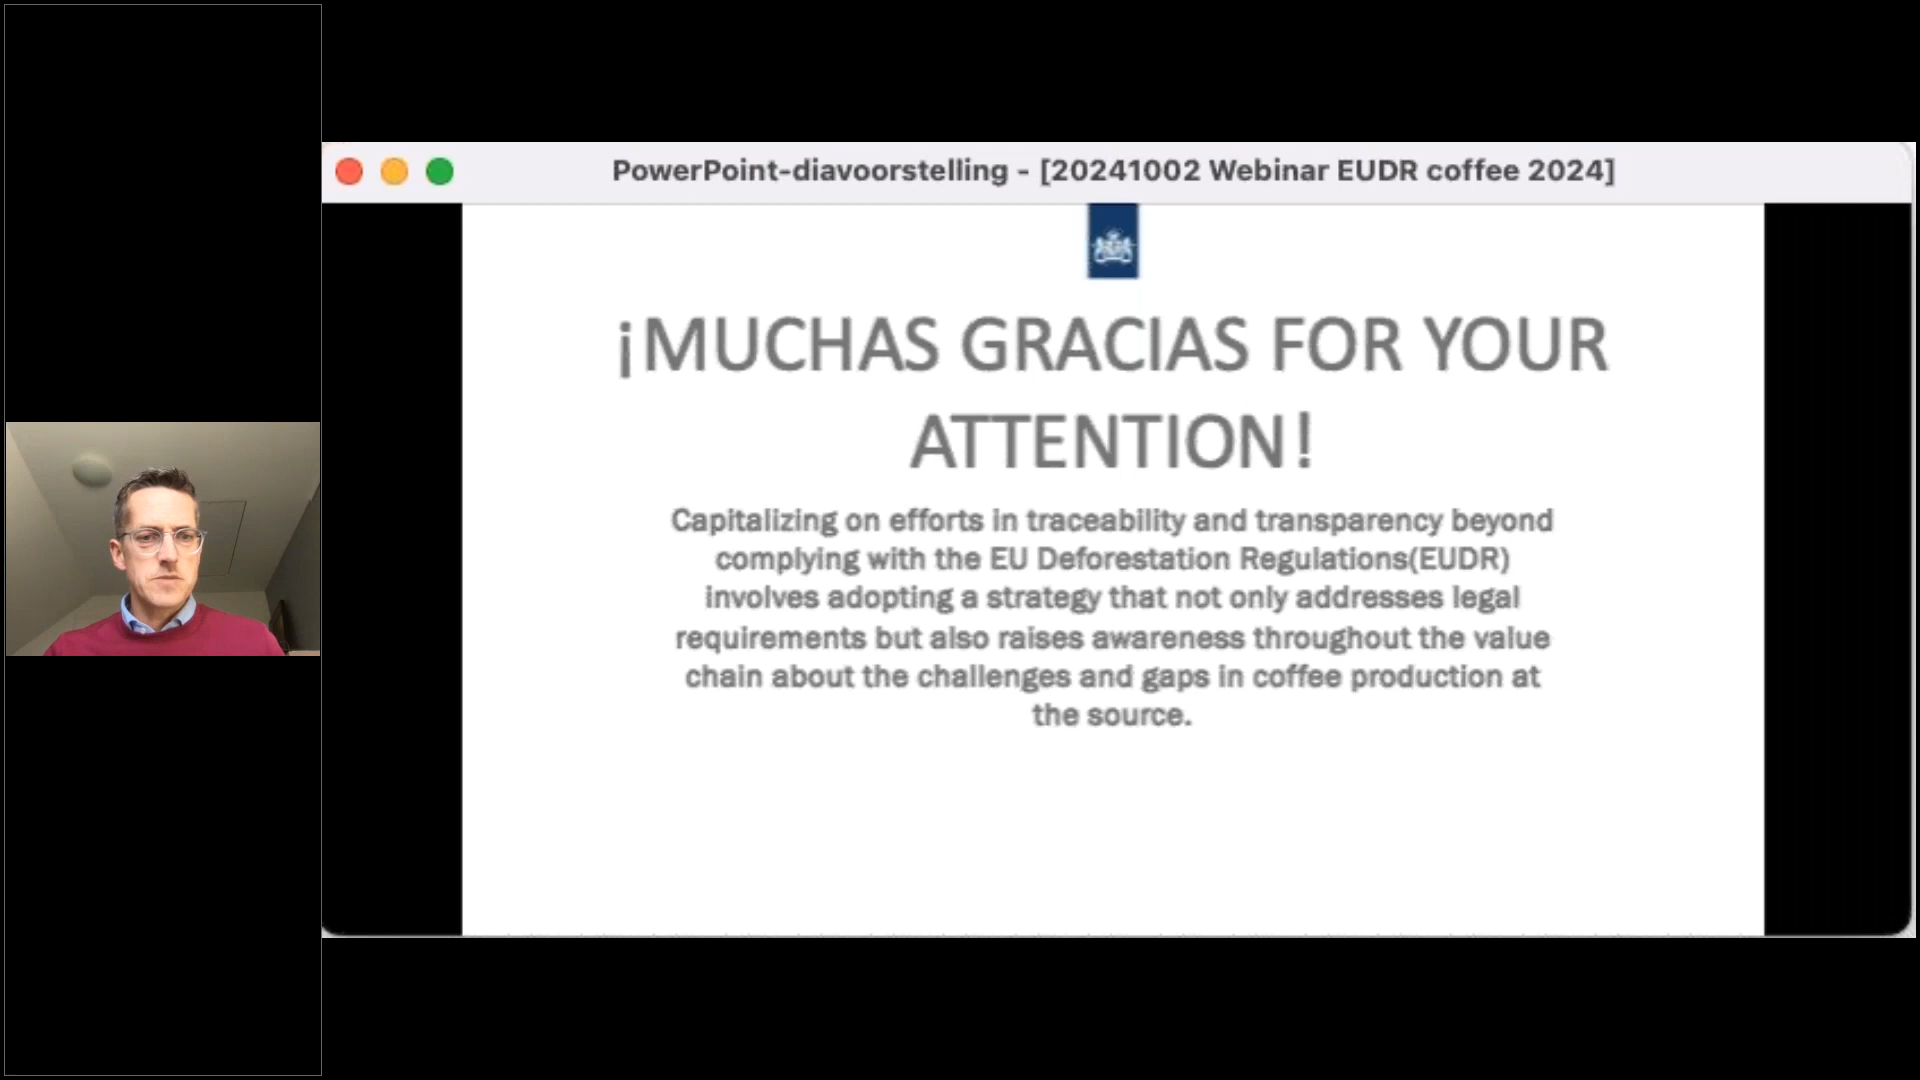 PowerPoint-diavoorstelling - [20241002 Webinar EUDR coffee 2024]
¡MUCHAS GRACIAS FOR YOUR
ATTENTION!
Capitalizing on efforts in traceability and transparency beyond
complying with the EU Deforestation Regulations(EUDR)
involves adopting a strategy that not only addresses legal
requirements but also raises awareness throughout the value
chain about the challenges and gaps in coffee production at
the source.